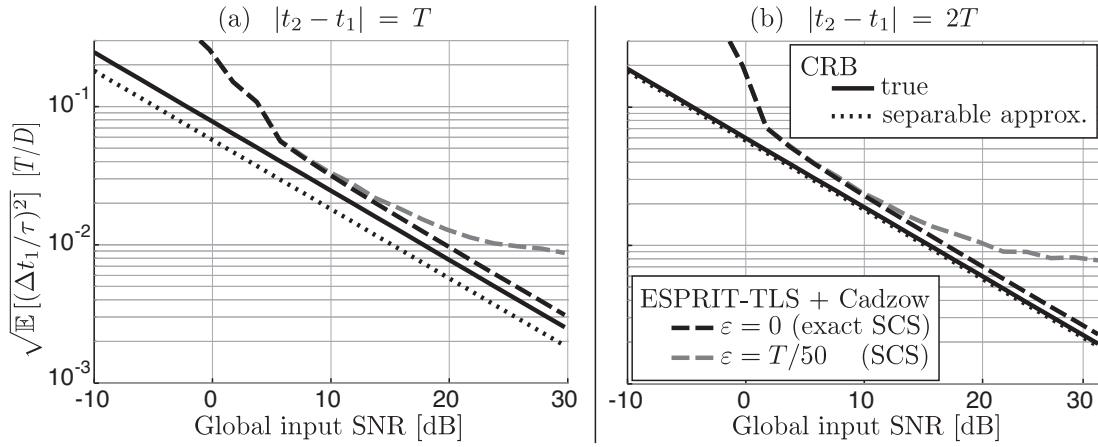 (a) |t₂ − t₁| = T
10⁻¹
10⁻²
10⁻³
√𝔼 [(Δt₁/τ)²] [T/D]
-10 0 10 20 30
Global input SNR [dB]
(b) |t₂ − t₁| = 2T
CRB
true
separable approx.
ESPRIT-TLS + Cadzow
ε = 0 (exact SCS)
ε = T/50 (SCS)
-10 0 10 20 30
Global input SNR [dB]